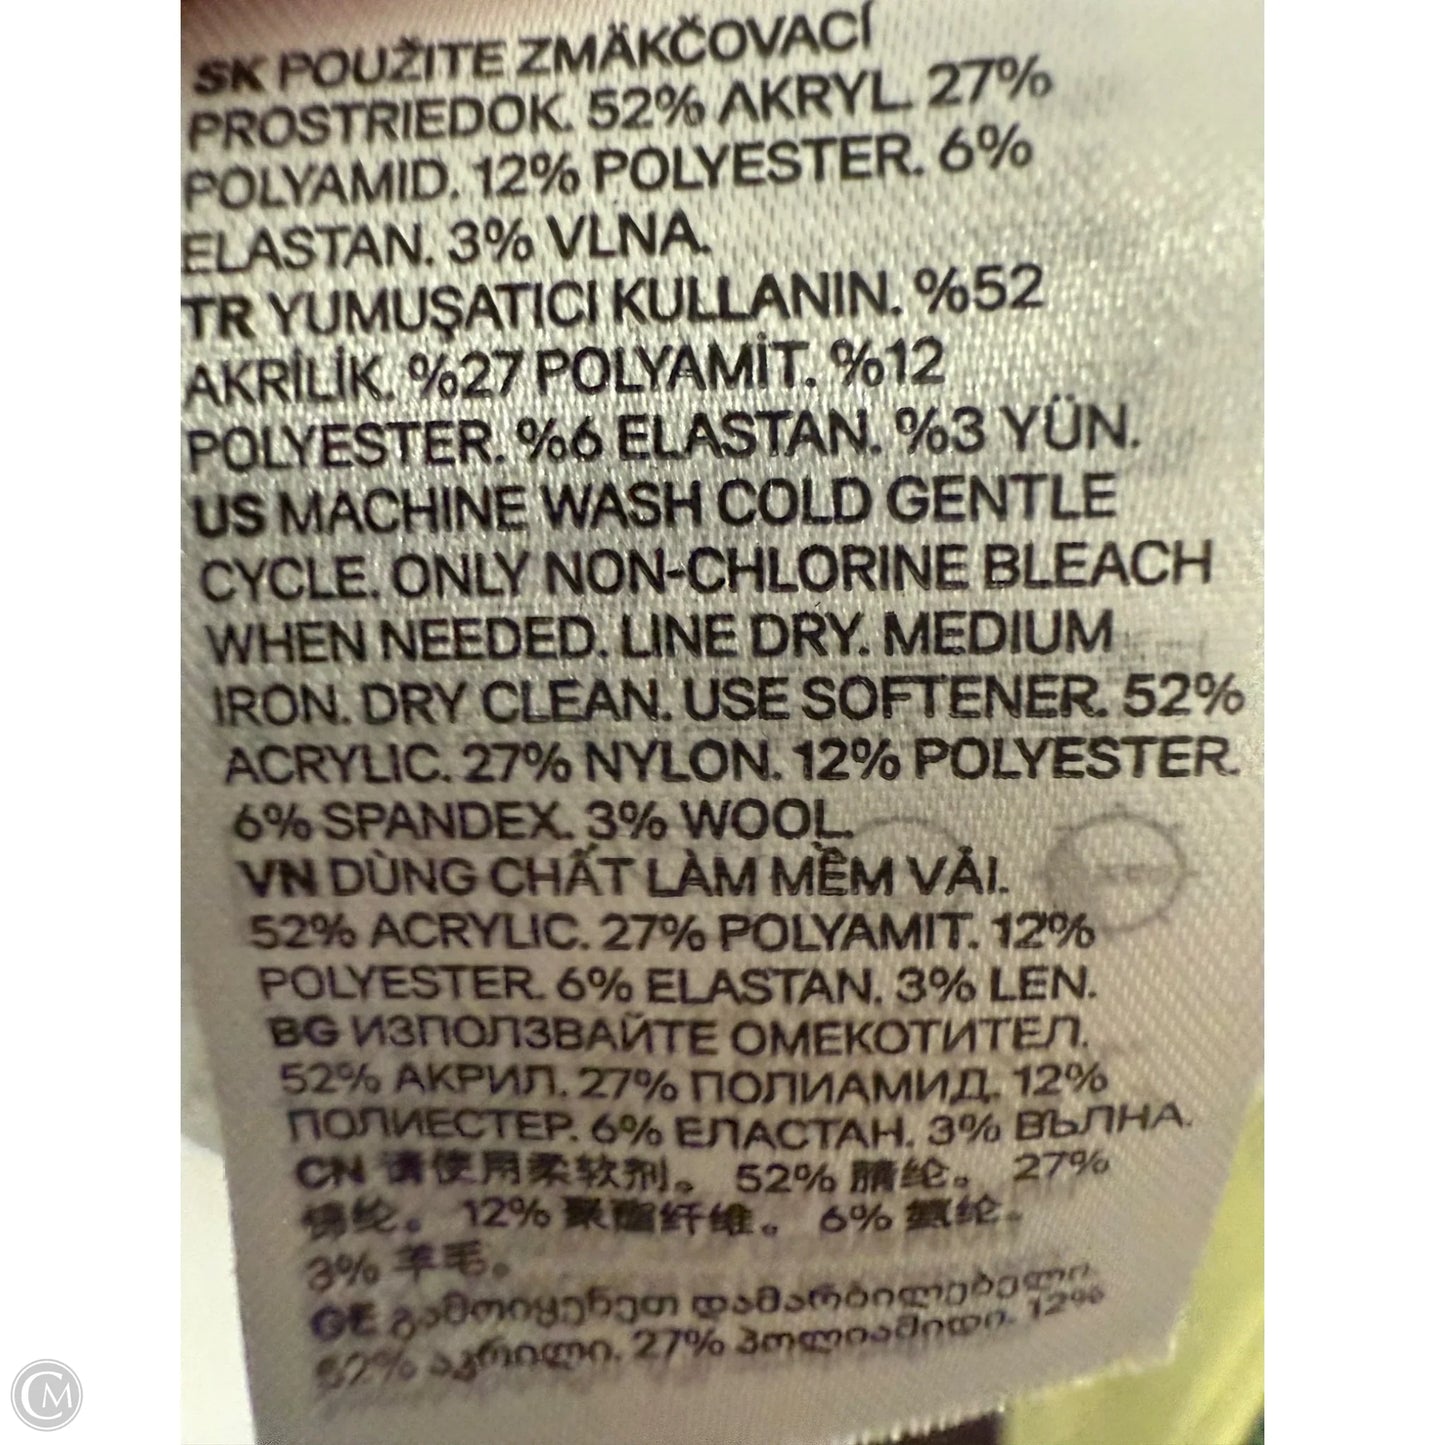 SK POUŽITE ZMÄKČOVACÍ
PROSTRIEDOK. 52% AKRYL. 27%
POLYAMID. 12% POLYESTER. 6%
ELASTAN. 3% VLNA.
TR YUMUŞATICI KULLANIN. %52
AKRİLİK. %27 POLYAMİT. %12
POLYESTER. %6 ELASTAN. %3 YÜN.
US MACHINE WASH COLD GENTLE
CYCLE. ONLY NON-CHLORINE BLEACH
WHEN NEEDED. LINE DRY. MEDIUM
IRON. DRY CLEAN. USE SOFTENER. 52%
ACRYLIC. 27% NYLON. 12% POLYESTER.
6% SPANDEX. 3% WOOL.
VN DÙNG CHẤT LÀM MỀM VẢI.
52% ACRYLIC. 27% POLYAMIT. 12%
POLYESTER. 6% ELASTAN. 3% LEN.
BG ИЗПОЛЗВАЙТЕ ОМЕКОТИТЕЛ.
52% АКРИЛ. 27% ПОЛИАМИД. 12%
ПОЛИЕСТЕР. 6% ЕЛАСТАН. 3% ВЪЛНА.
CN 请使用柔软剂。 52% 腈纶。 27%
锦纶。 12% 聚酯纤维。 6% 氨纶。
3% 羊毛。
GE გამოიყენეთ დამარბილებელი.
52% აკრილი. 27% პოლიამიდი. 12%
CM